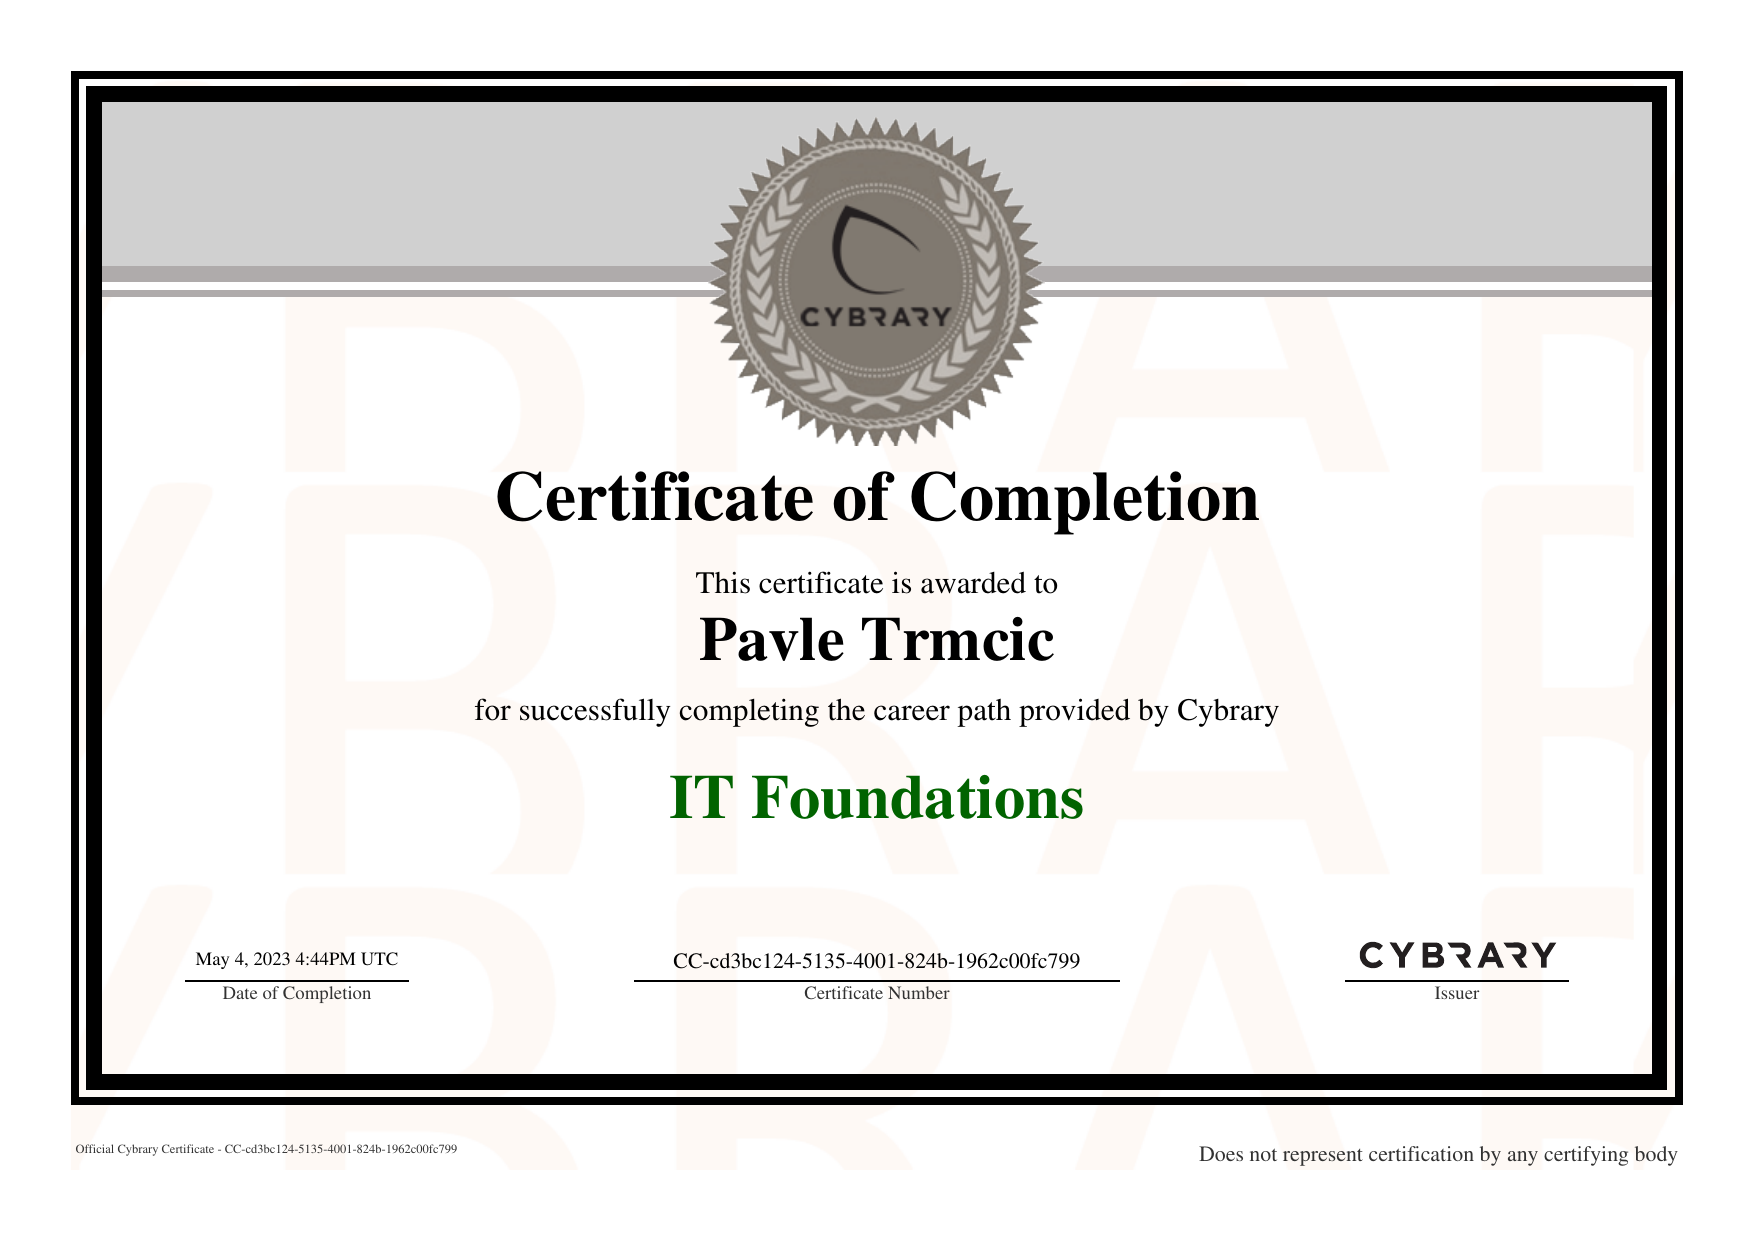 CYBRARY
Certificate of Completion
This certificate is awarded to
Pavle Trmcic
for successfully completing the career path provided by Cybrary
IT Foundations
May 4, 2023 4:44PM UTC
Date of Completion
CC-cd3bc124-5135-4001-824b-1962c00fc799
Certificate Number
CYBRARY
Issuer
Official Cybrary Certificate - CC-cd3bc124-5135-4001-824b-1962c00fc799
Does not represent certification by any certifying body